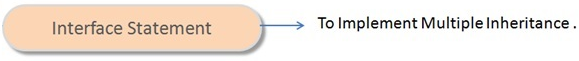 Interface Statement
To Implement Multiple Inheritance .